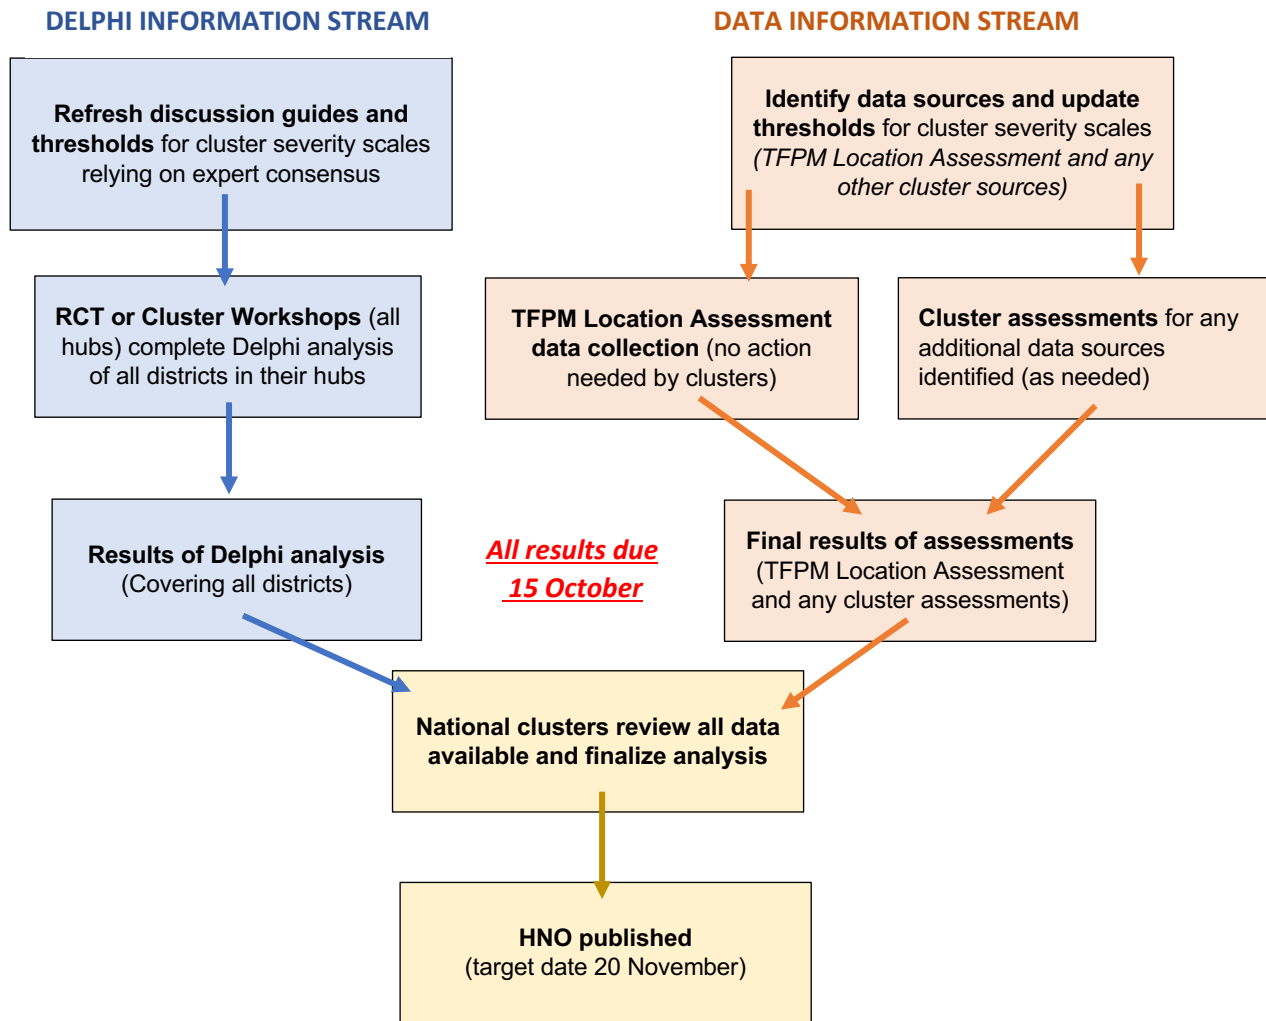 DELPHI INFORMATION STREAM
DATA INFORMATION STREAM
Refresh discussion guides and
thresholds for cluster severity scales
relying on expert consensus
Identify data sources and update
thresholds for cluster severity scales
(TFPM Location Assessment and any
other cluster sources)
RCT or Cluster Workshops (all
hubs) complete Delphi analysis
of all districts in their hubs
TFPM Location Assessment
data collection (no action
needed by clusters)
Cluster assessments for any
additional data sources
identified (as needed)
Results of Delphi analysis
(Covering all districts)
All results due
15 October
Final results of assessments
(TFPM Location Assessment
and any cluster assessments)
National clusters review all data
available and finalize analysis
HNO published
(target date 20 November)